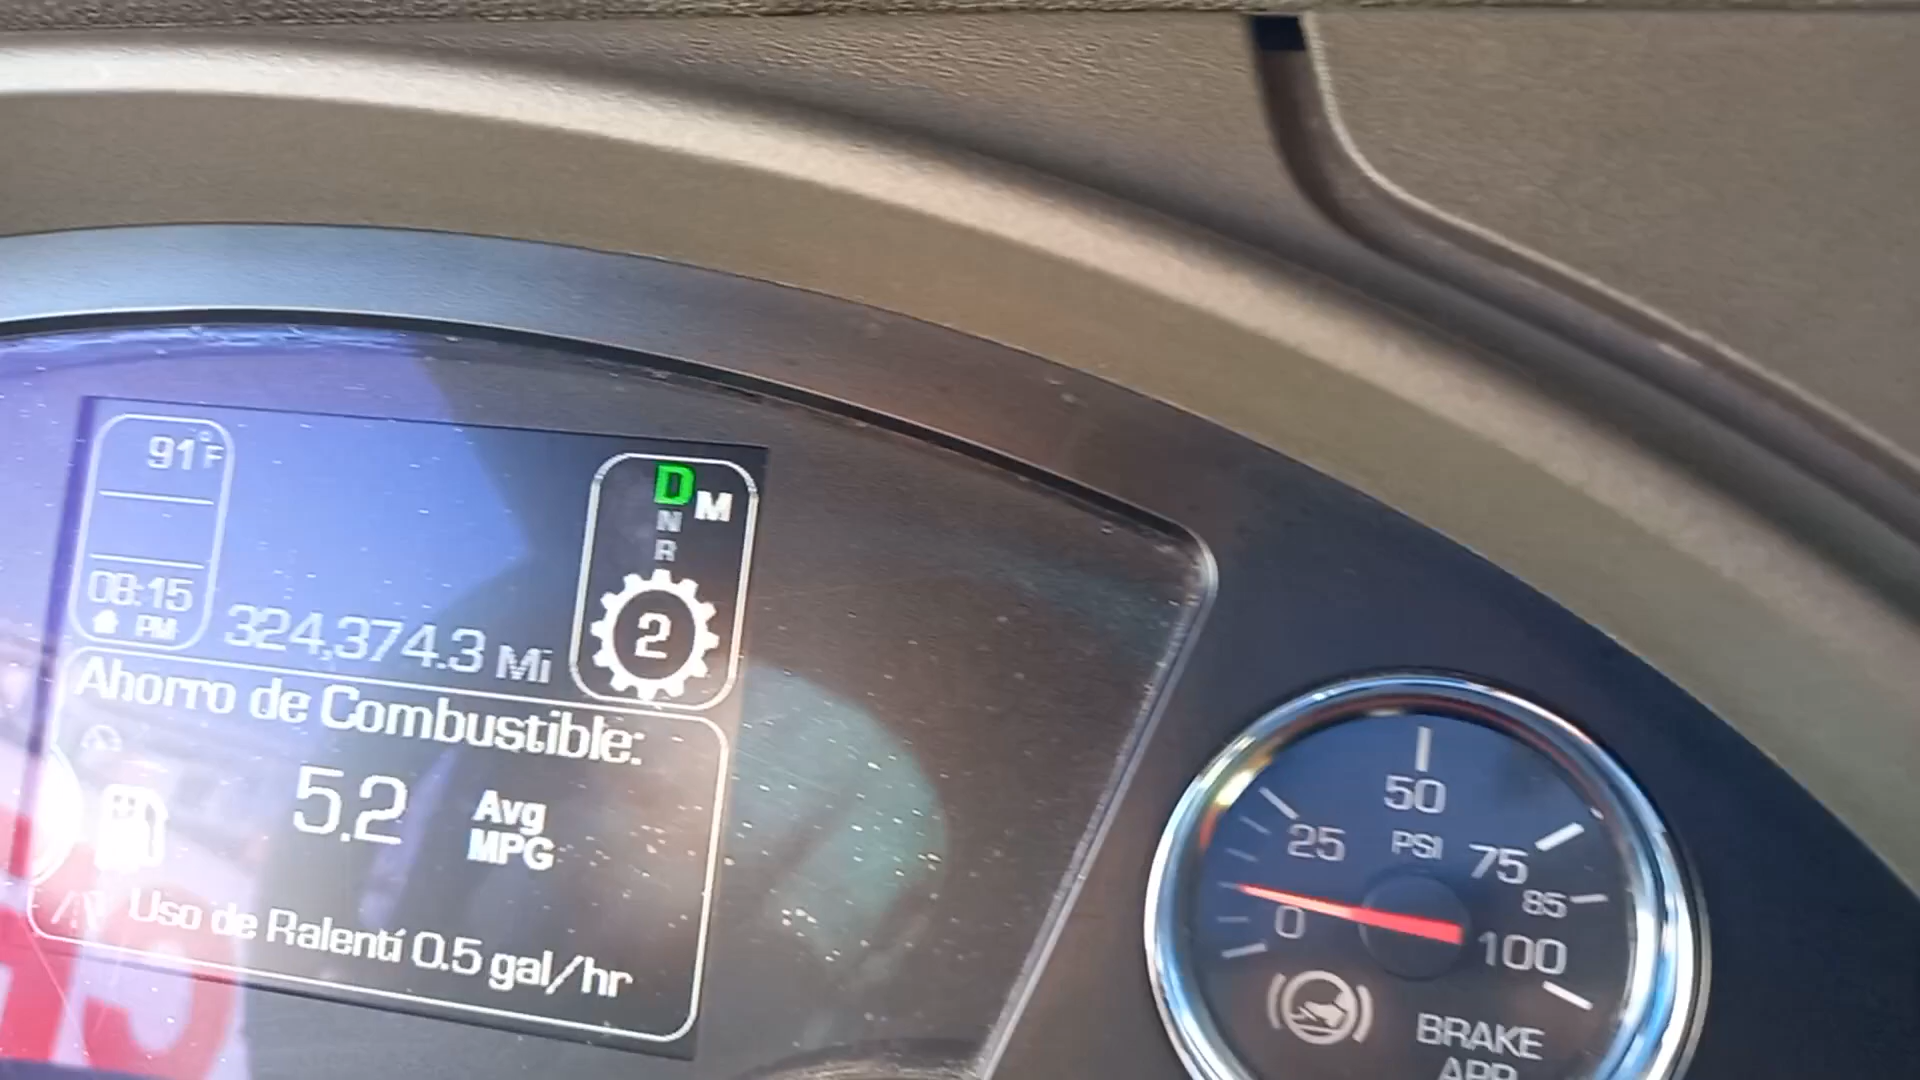 91°F
D
M
N
R
2
08:15
PM
324,374.3 Mi
Ahorro de Combustible:
5.2 Avg
MPG
Uso de Ralentí 0.5 gal/hr
50
25 PSI 75
85
0
100
BRAKE
APP